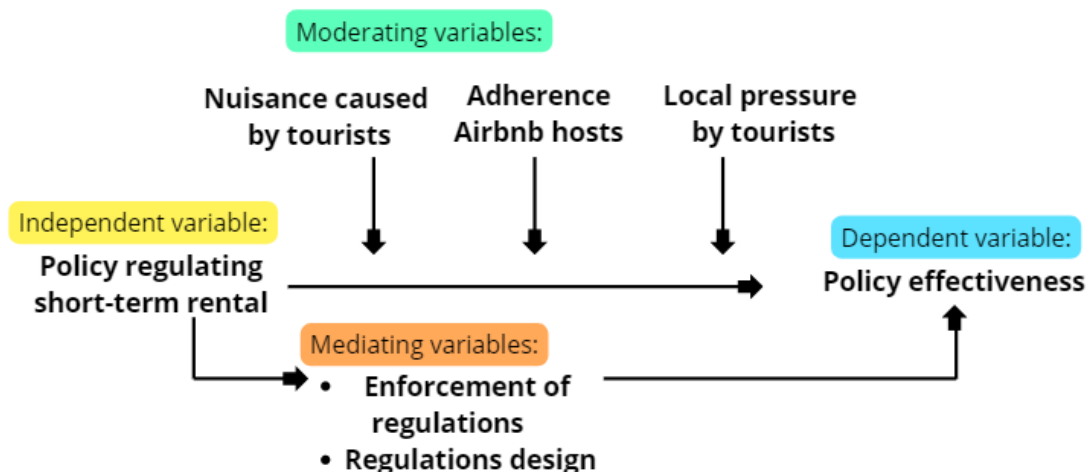 Moderating variables:
Nuisance caused
by tourists
Adherence
Airbnb hosts
Local pressure
by tourists
Independent variable:
Policy regulating
short-term rental
Dependent variable:
Policy effectiveness
Mediating variables:
• Enforcement of
regulations
• Regulations design